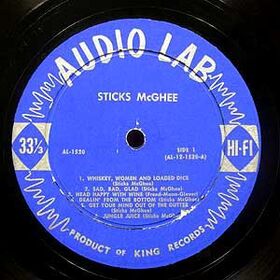 AUDIO LAB
STICKS McGHEE
33⅓
HI-FI
AL-1520
1
SIDE 1
(AL-12-1520-A)
1. WHISKEY, WOMEN AND LOADED DICE
(Sticks McGhee)
2. SAD, BAD, GLAD (Sticks McGhee)
3. HEAD HAPPY WITH WINE
4. DEALIN' FROM THE BOTTOM
(Sticks McGhee)
5. GET YOUR MIND OUT OF THE GUTTER
(Sticks McGhee)
6. JUNGLE JUICE (Sticks McGhee)
PRODUCT OF KING RECORDS